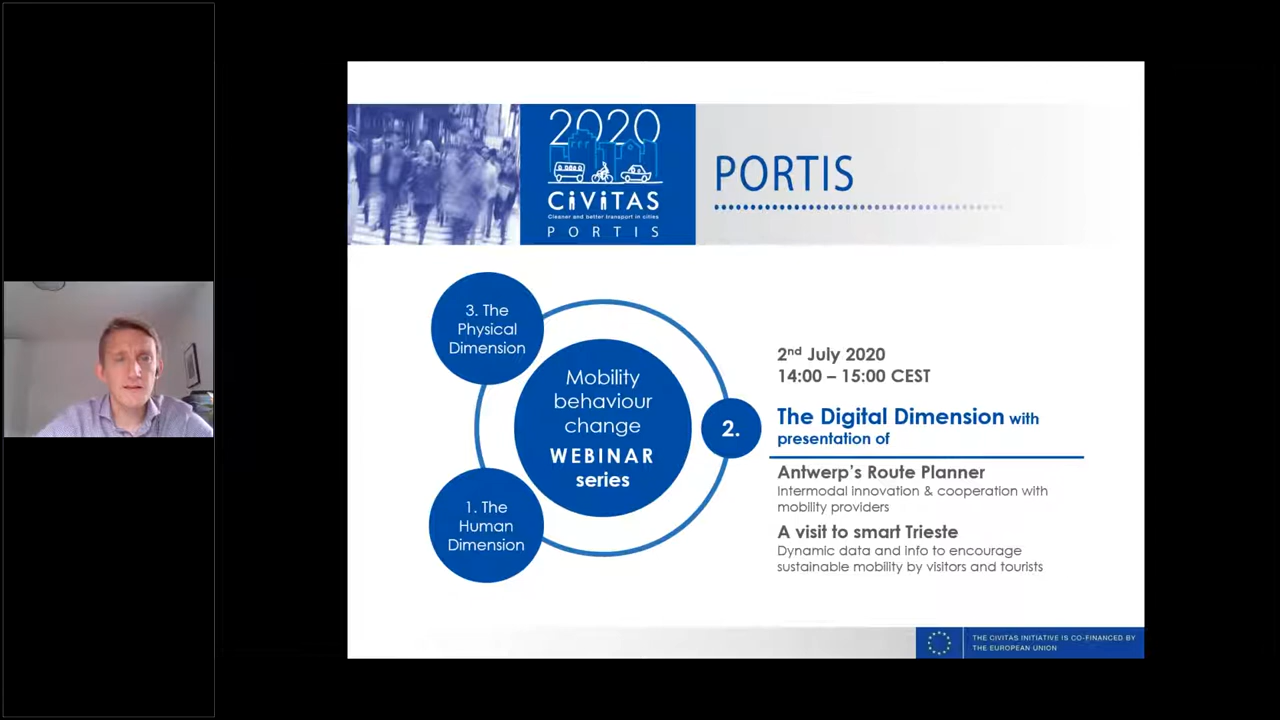 2020
CiViTAS
Cleaner and better transport in cities
PORTIS
PORTIS
3. The
Physical
Dimension
Mobility
behaviour
change
WEBINAR
series
1. The
Human
Dimension
2.
2nd July 2020
14:00 – 15:00 CEST
The Digital Dimension with
presentation of
Antwerp's Route Planner
Intermodal innovation & cooperation with
mobility providers
A visit to smart Trieste
Dynamic data and info to encourage
sustainable mobility by visitors and tourists
THE CIVITAS INITIATIVE IS CO-FINANCED BY
THE EUROPEAN UNION